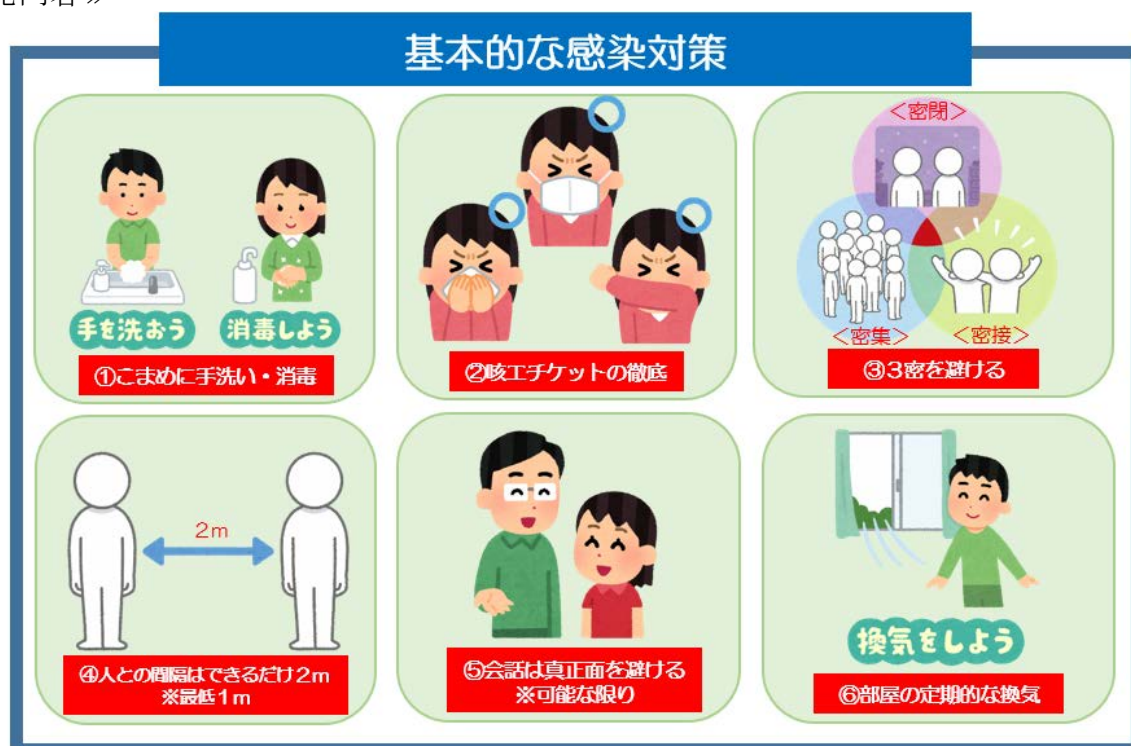 基本的な感染対策
手を洗おう
消毒しよう
①こまめに手洗い・消毒
②咳エチケットの徹底
<密閉>
<密集>
<密接>
③3密を避ける
2m
④人との間隔はできるだけ2m
※最低1m
⑤会話は真正面を避ける
※可能な限り
換気をしよう
⑥部屋の定期的な換気